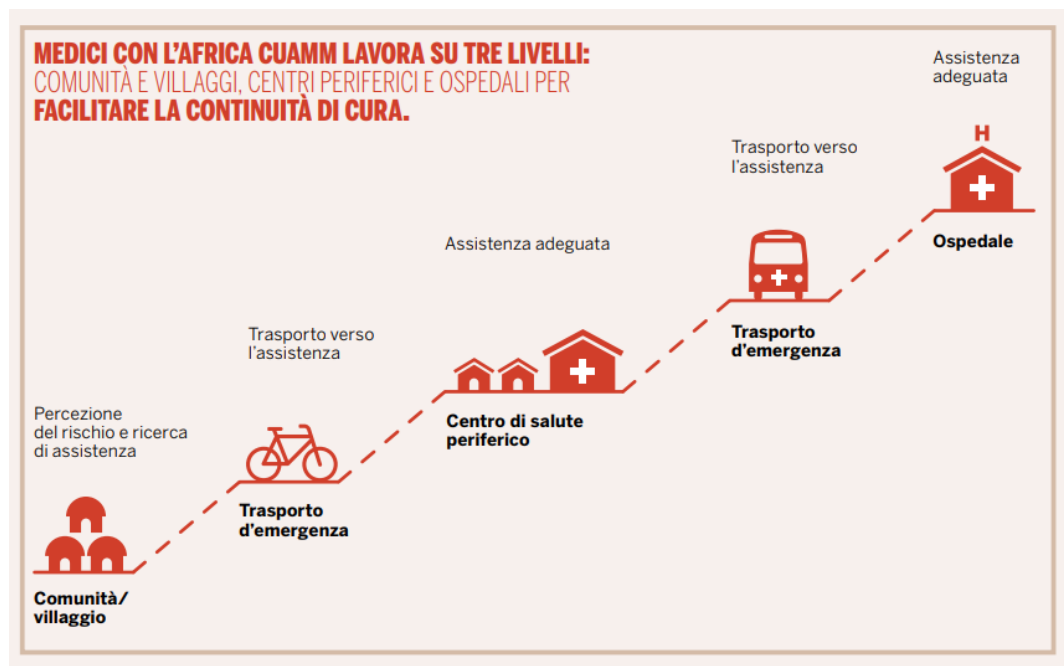 MEDICI CON L'AFRICA CUAMM LAVORA SU TRE LIVELLI:
COMUNITÀ E VILLAGGI, CENTRI PERIFERICI E OSPEDALI PER
FACILITARE LA CONTINUITÀ DI CURA.
Percezione
del rischio e ricerca
di assistenza
Comunità/
villaggio
Trasporto verso
l'assistenza
Trasporto
d'emergenza
Assistenza adeguata
Centro di salute
periferico
Trasporto verso
l'assistenza
Trasporto
d'emergenza
Assistenza
adeguata
H
Ospedale